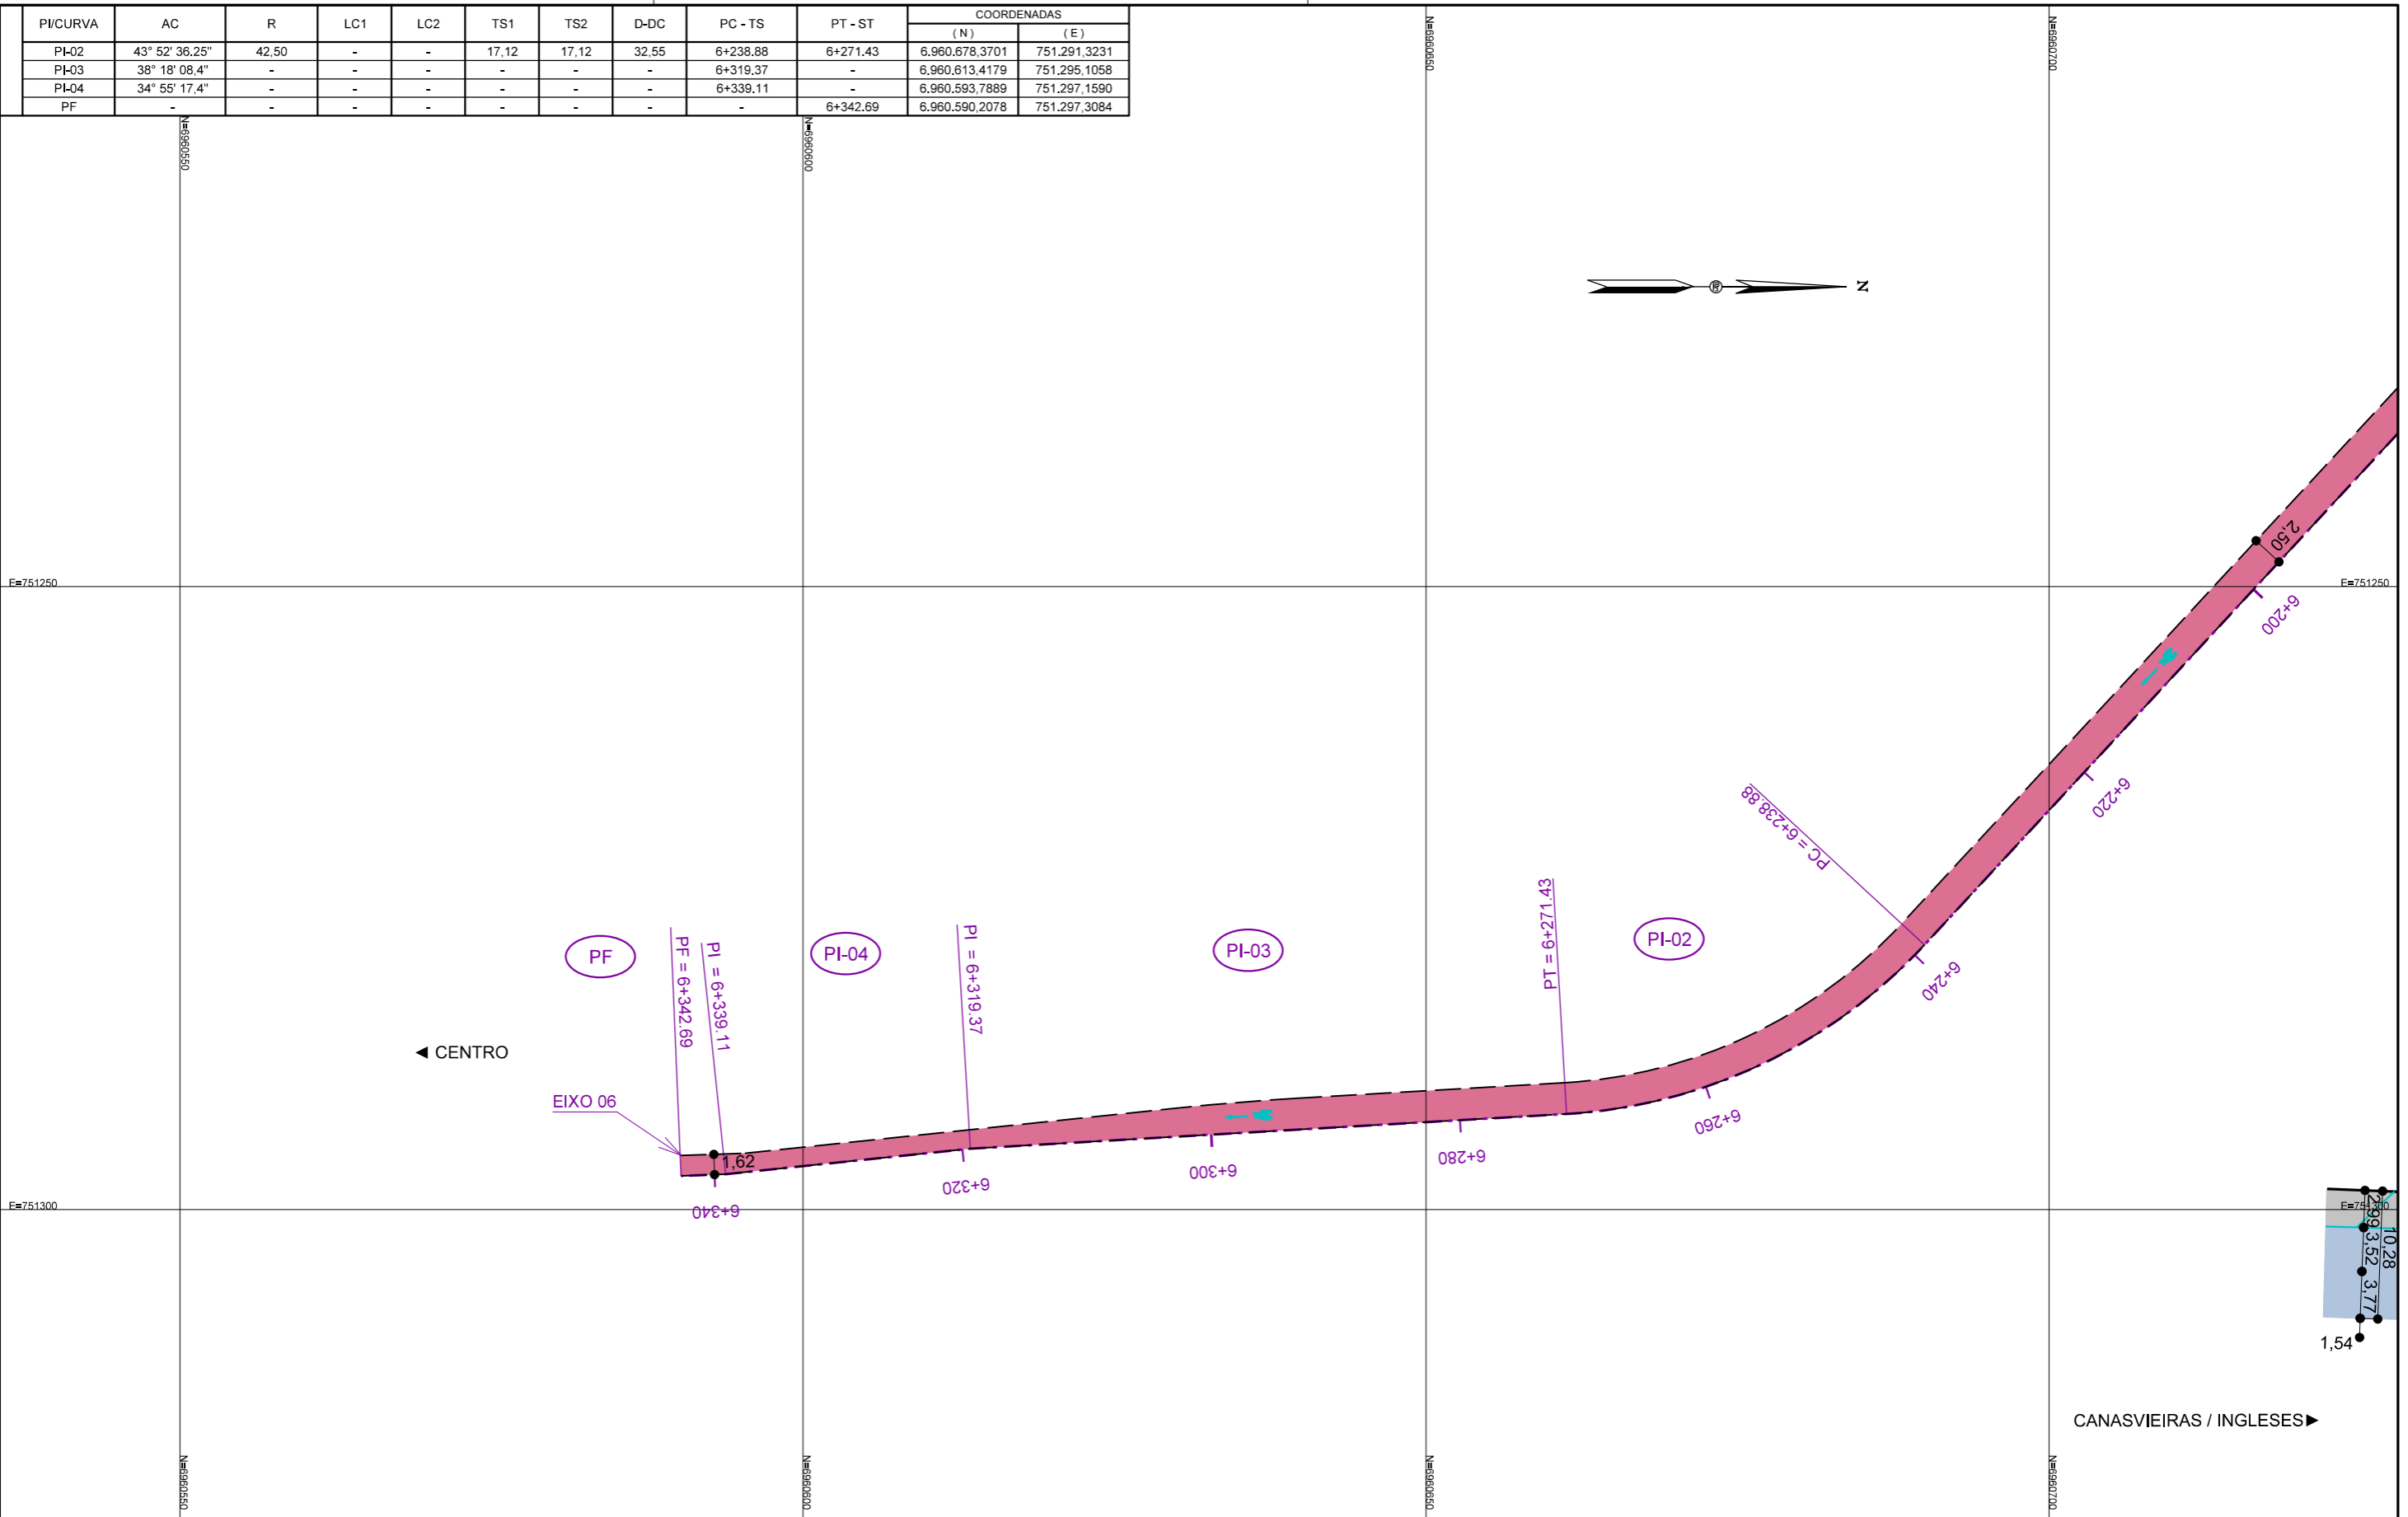 PI/CURVA AC R LC1 LC2 TS1 TS2 D-DC PC - TS PT - ST COORDENADAS
( N ) ( E )
PI-02 43° 52' 36.25" 42,50 - - 17,12 17,12 32,55 6+238.88 6+271.43 6.960.678,3701 751.291,3231
PI-03 38° 18' 08,4" - - - - - - 6+319.37 - 6.960.613,4179 751.295,1058
PI-04 34° 55' 17,4" - - - - - - 6+339.11 - 6.960.593,7889 751.297,1590
PF - - - - - - - - 6+342.69 6.960.590,2078 751.297,3084
N=6960550
N=6960600
N=6960650
N=6960700
N
2,50
E=751250
E=751250
6+200
6+220
PC = 6+238.88
6+240
PT = 6+271.43
PI-02
PI-03
PI = 6+319.37
PI-04
PI = 6+339.11
PF = 6+342.69
PF
◄ CENTRO
EIXO 06
1,62
6+260
6+280
6+300
6+320
6+340
E=751300
E=751300
2,99
3,52
3,77
10,28
1,54
CANASVIEIRAS / INGLESES►
N=6960550
N=6960600
N=6960650
N=6960700